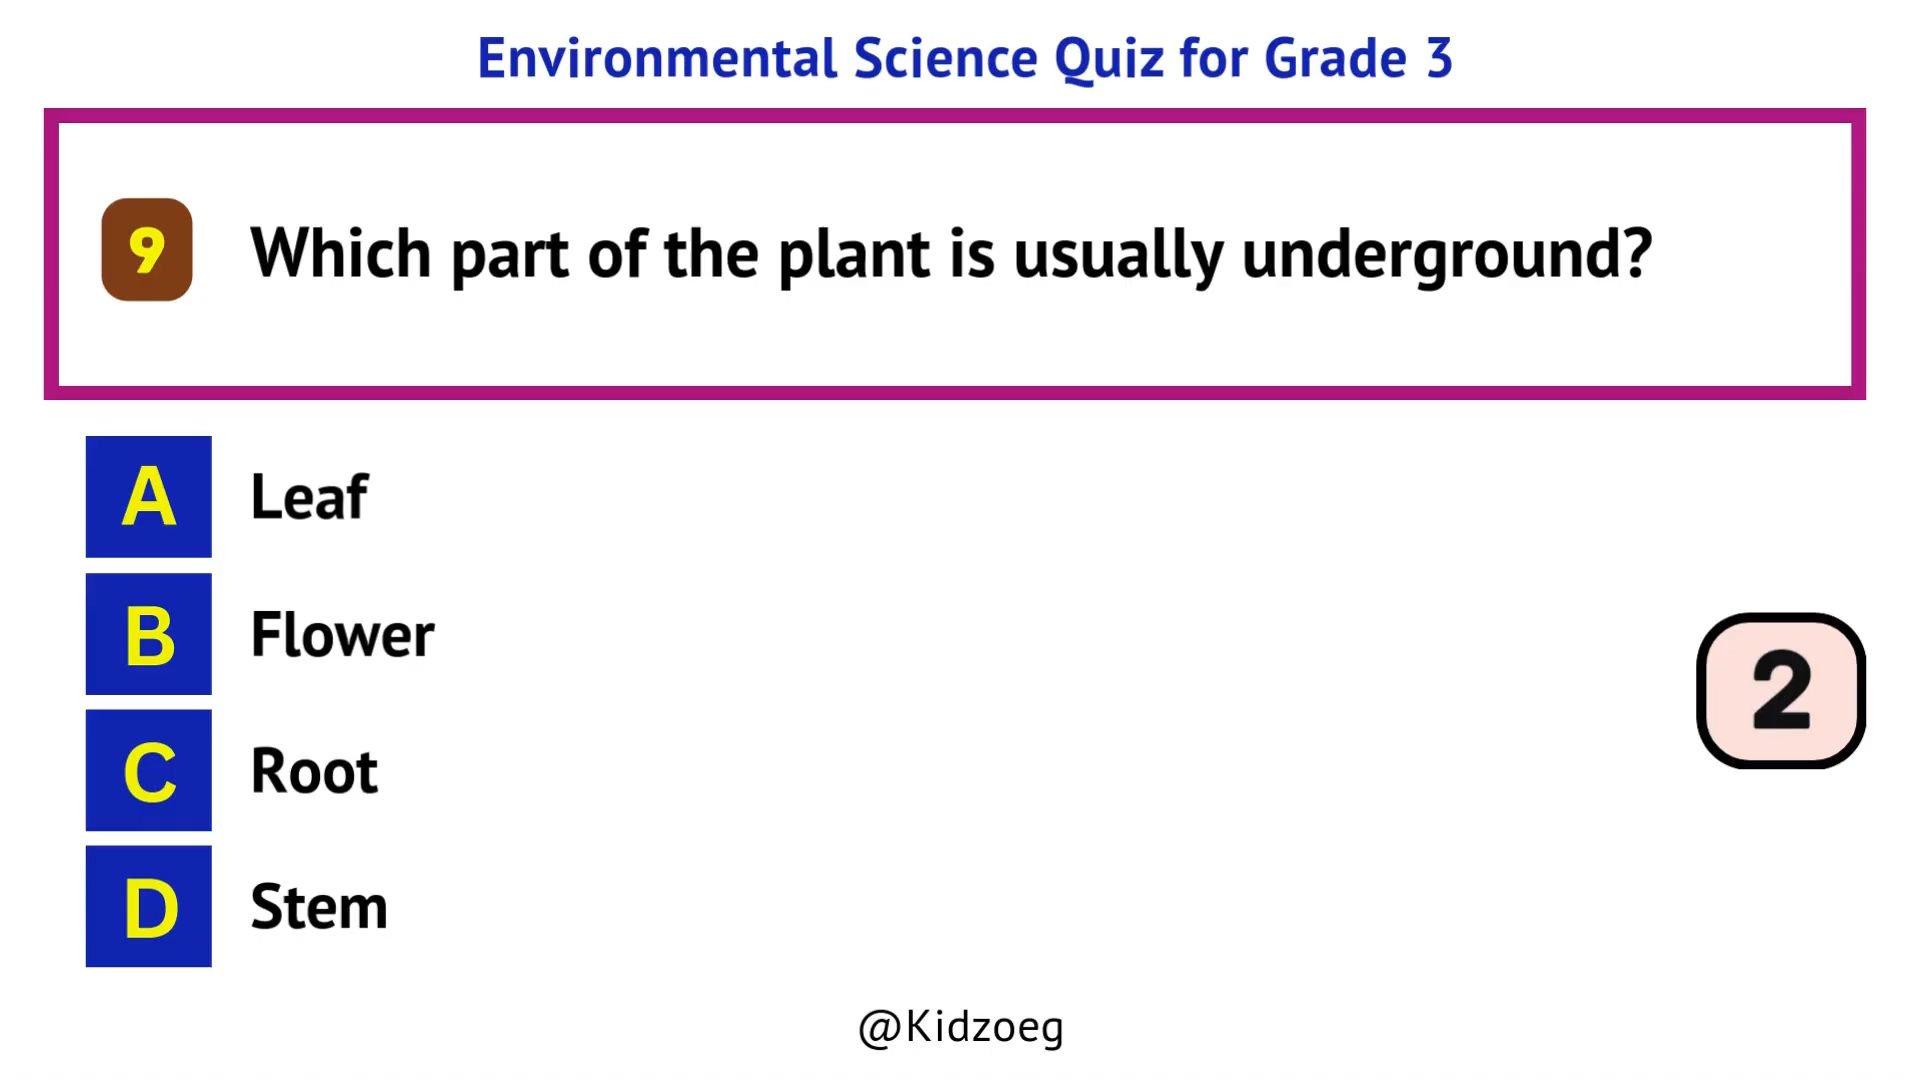 Environmental Science Quiz for Grade 3
9 Which part of the plant is usually underground?
A Leaf
B Flower
2
C Root
D Stem
@Kidzoeg